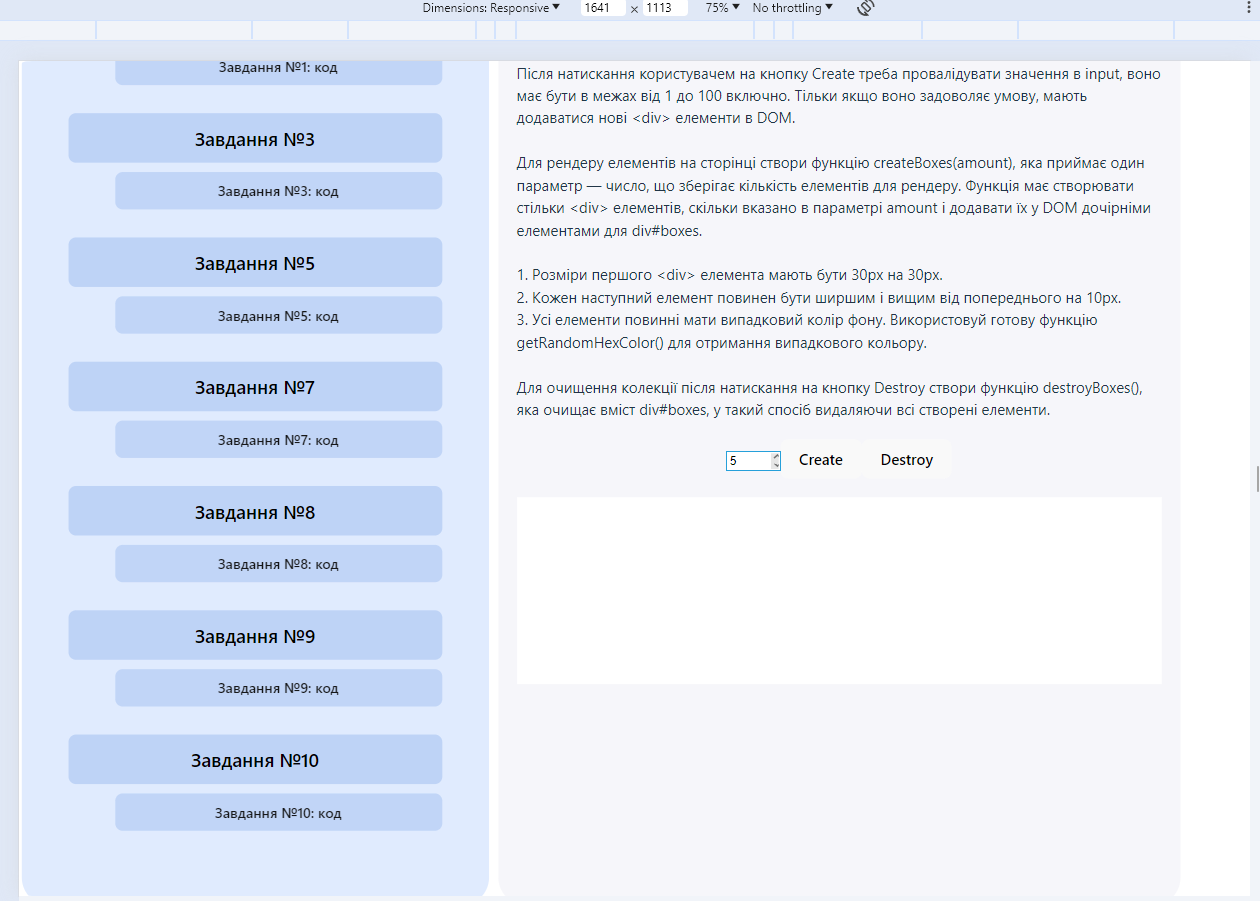 Dimensions: Responsive 1641 x 1113 75% No throttling
Завдання №1: код
Завдання №3
Завдання №3: код
Завдання №5
Завдання №5: код
Завдання №7
Завдання №7: код
Завдання №8
Завдання №8: код
Завдання №9
Завдання №9: код
Завдання №10
Завдання №10: код
Після натискання користувачем на кнопку Create треба провалідувати значення в input, воно
має бути в межах від 1 до 100 включно. Тільки якщо воно задоволяє умову, мають
додаватися нові <div> елементи в DOM.
Для рендеру елементів на сторінці створи функцію createBoxes(amount), яка приймає один
параметр — число, що зберігає кількість елементів для рендеру. Функція має створювати
стільки <div> елементів, скільки вказано в параметрі amount і додавати їх у DOM дочірніми
елементами для div#boxes.
1. Розміри першого <div> елемента мають бути 30px на 30px.
2. Кожен наступний елемент повинен бути ширшим і вищим від попереднього на 10px.
3. Усі елементи повинні мати випадковий колір фону. Використовуй готову функцію
getRandomHexColor() для отримання випадкового кольору.
Для очищення колекції після натискання на кнопку Destroy створи функцію destroyBoxes(),
яка очищає вміст div#boxes, у такий спосіб видаляючи всі створені елементи.
5 Create Destroy